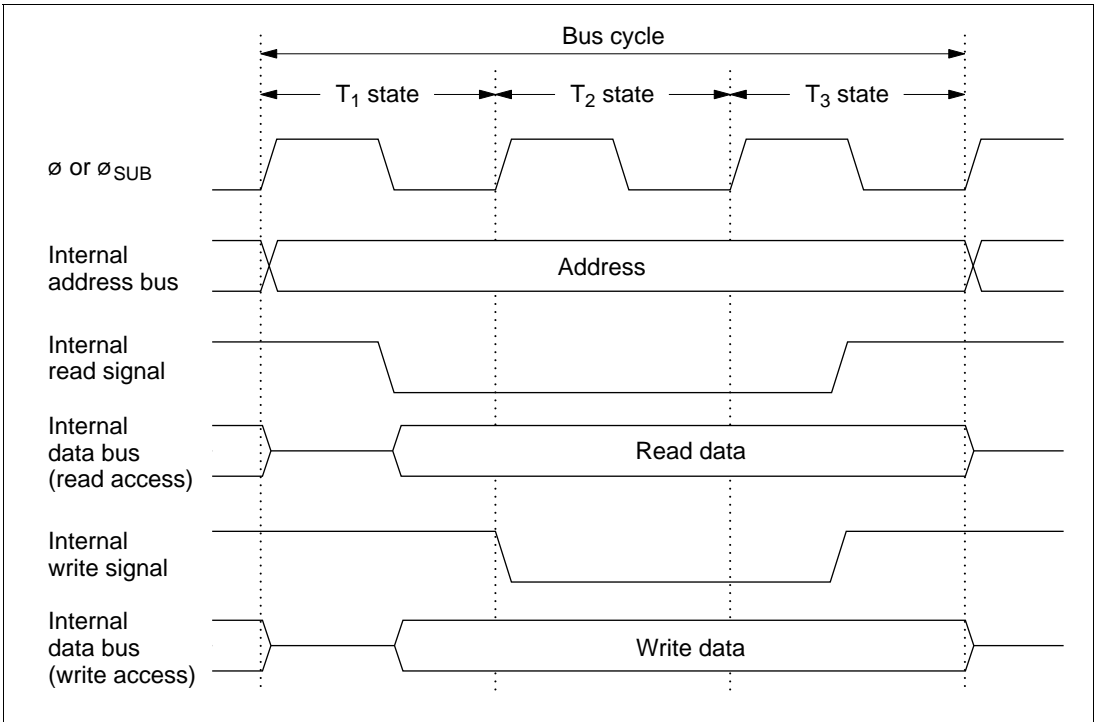 Bus cycle
T1 state
T2 state
T3 state
ø or øSUB
Internal
address bus
Address
Internal
read signal
Internal
data bus
(read access)
Read data
Internal
write signal
Internal
data bus
(write access)
Write data